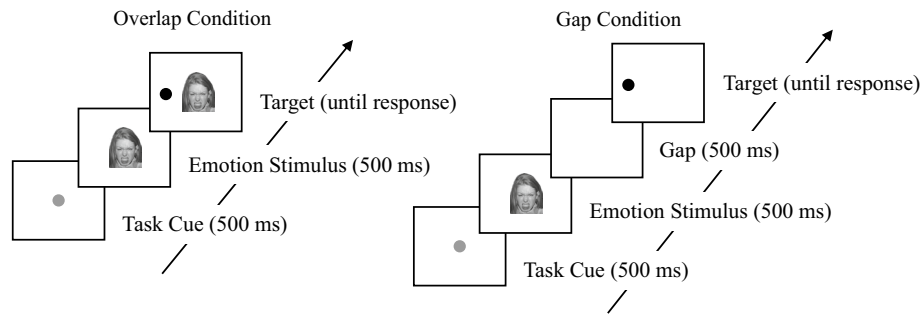 Overlap Condition
Target (until response)
Emotion Stimulus (500 ms)
Task Cue (500 ms)
Gap Condition
Target (until response)
Gap (500 ms)
Emotion Stimulus (500 ms)
Task Cue (500 ms)